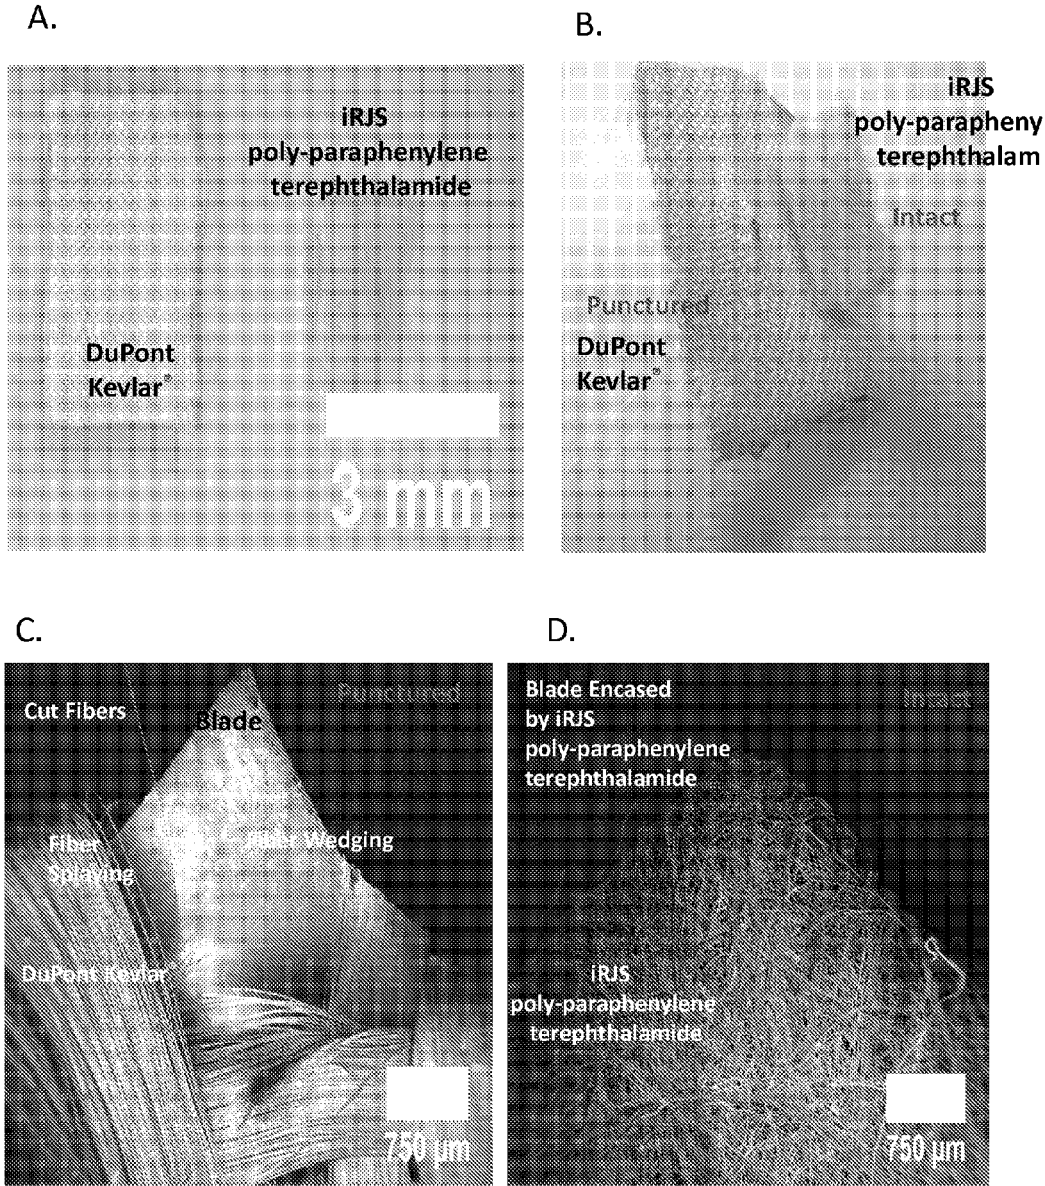 A.
iRJS
poly-paraphenylene
terephthalamide
DuPont
Kevlar®
3 mm
B.
iRJS
poly-parapheny
terephthalam
Intact
Punctured
DuPont
Kevlar®
C.
Punctured
Cut Fibers
Blade
Fiber Wedging
Fiber
Splaying
DuPont Kevlar®
750 µm
D.
Blade Encased
by iRJS
poly-paraphenylene
terephthalamide
Intact
iRJS
poly-paraphenylene
terephthalamide
750 µm